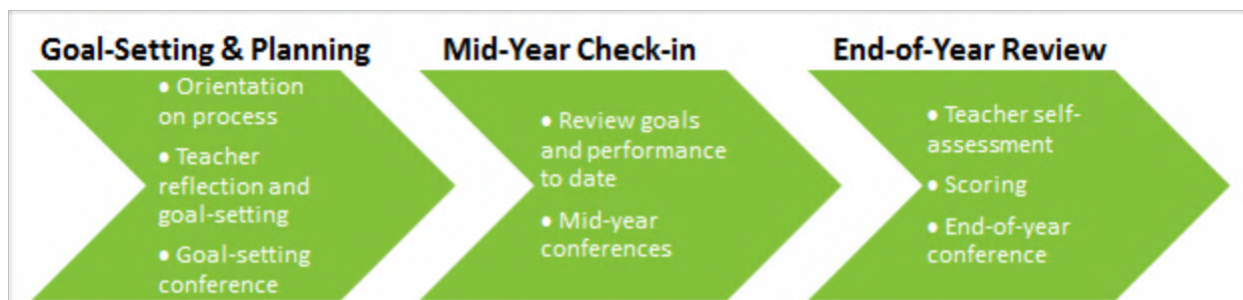 Goal-Setting & Planning
• Orientation
on process
• Teacher
reflection and
goal-setting
• Goal-setting
conference
Mid-Year Check-in
• Review goals
and performance
to date
• Mid-year
conferences
End-of-Year Review
• Teacher self-
assessment
• Scoring
• End-of-year
conference